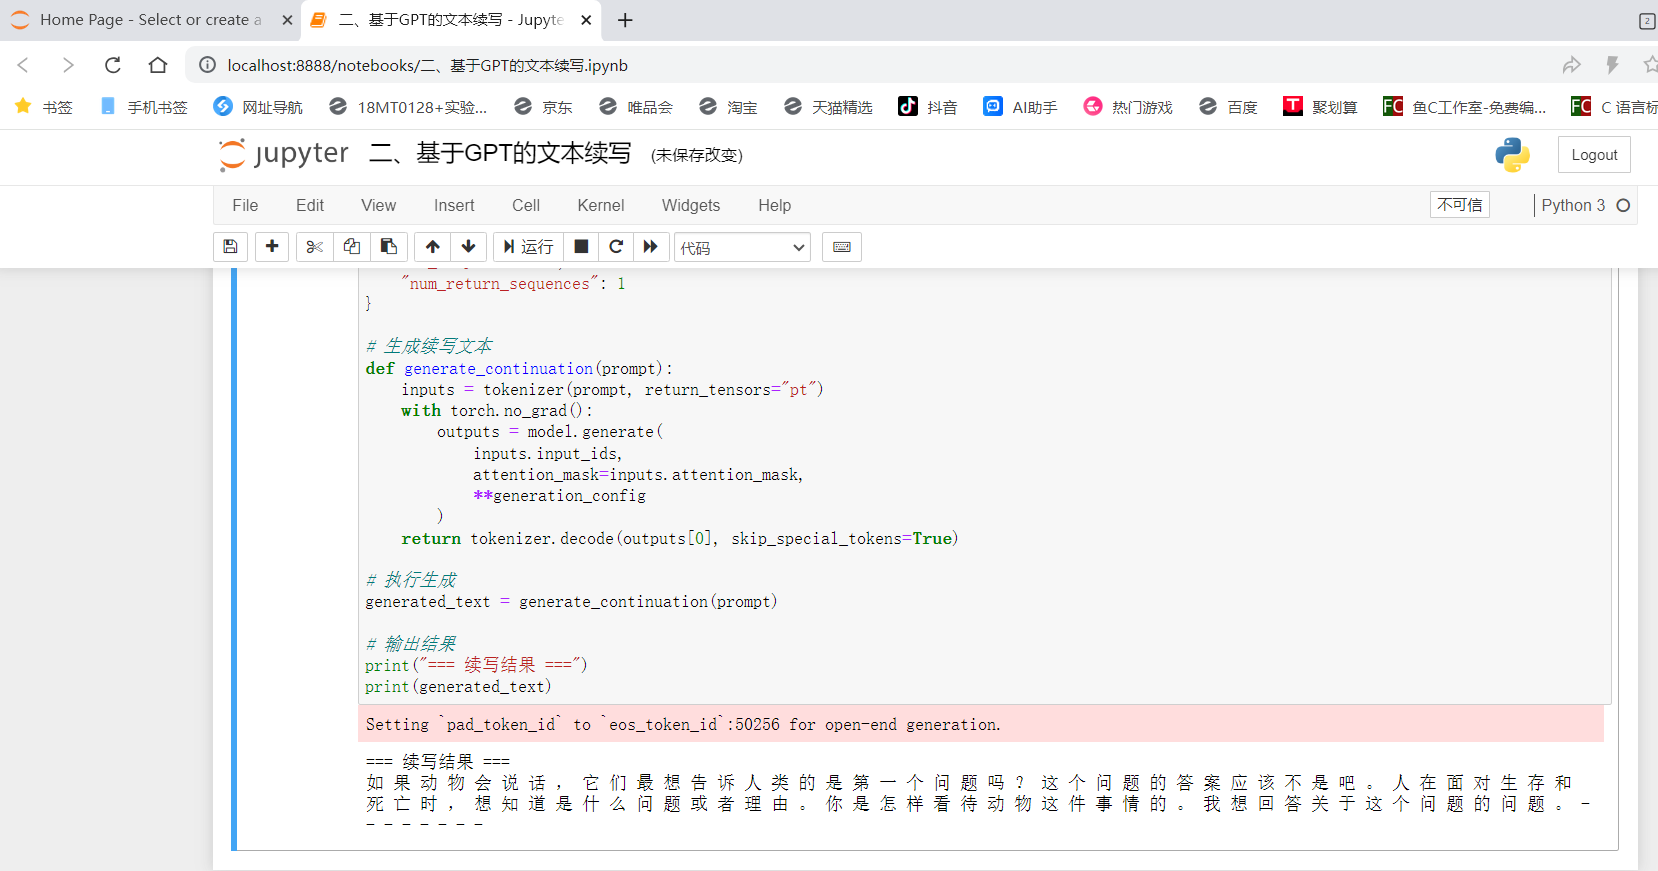 Home Page - Select or create a
二、基于GPT的文本续写 - Jupyte
2
localhost:8888/notebooks/二、基于GPT的文本续写.ipynb
书签
手机书签
网址导航
18MT0128+实验...
京东
唯品会
淘宝
天猫精选
抖音
AI助手
热门游戏
百度
T 聚划算
FC 鱼C工作室-免费编...
FC C 语言标
jupyter 二、基于GPT的文本续写 (未保存改变)
Logout
File Edit View Insert Cell Kernel Widgets Help
不可信
Python 3
运行
代码
"num_return_sequences": 1
}
# 生成续写文本
def generate_continuation(prompt):
inputs = tokenizer(prompt, return_tensors="pt")
with torch.no_grad():
outputs = model.generate(
inputs.input_ids,
attention_mask=inputs.attention_mask,
**generation_config
)
return tokenizer.decode(outputs[0], skip_special_tokens=True)
# 执行生成
generated_text = generate_continuation(prompt)
# 输出结果
print("=== 续写结果 ===")
print(generated_text)
Setting `pad_token_id` to `eos_token_id`:50256 for open-end generation.
=== 续写结果 ===
如 果 动 物 会 说 话 ， 它 们 最 想 告 诉 人 类 的 是 第 一 个 问 题 吗 ？ 这 个 问 题 的 答 案 应 该 不 是 吧 。 人 在 面 对 生 存 和
死 亡 时 ， 想 知 道 是 什 么 问 题 或 者 理 由 。 你 是 怎 样 看 待 动 物 这 件 事 情 的 。 我 想 回 答 关 于 这 个 问 题 的 问 题 。 -
- - - - - - -